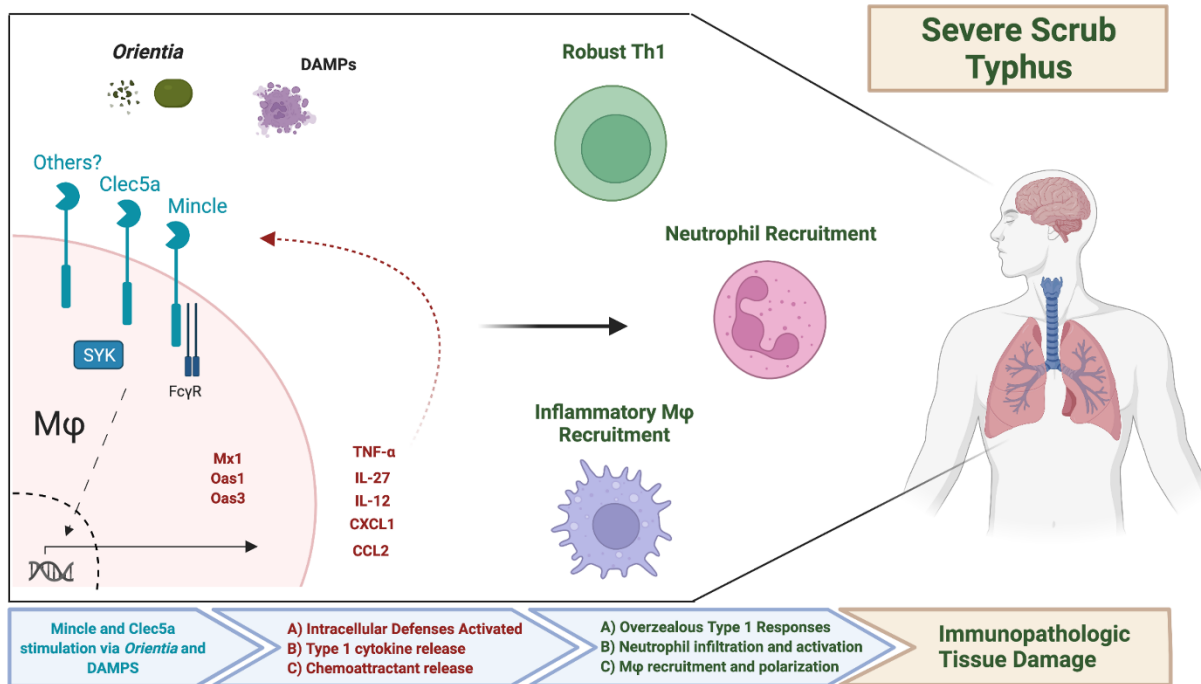 Severe Scrub
Typhus
Orientia
DAMPs
Robust Th1
Others?
Clec5a
Mincle
Neutrophil Recruitment
SYK
FcγR
Mφ
Inflammatory Mφ
Recruitment
Mx1
Oas1
Oas3
TNF-α
IL-27
IL-12
CXCL1
CCL2
Mincle and Clec5a
stimulation via Orientia and
DAMPS
A) Intracellular Defenses Activated
B) Type 1 cytokine release
C) Chemoattractant release
A) Overzealous Type 1 Responses
B) Neutrophil infiltration and activation
C) Mφ recruitment and polarization
Immunopathologic
Tissue Damage